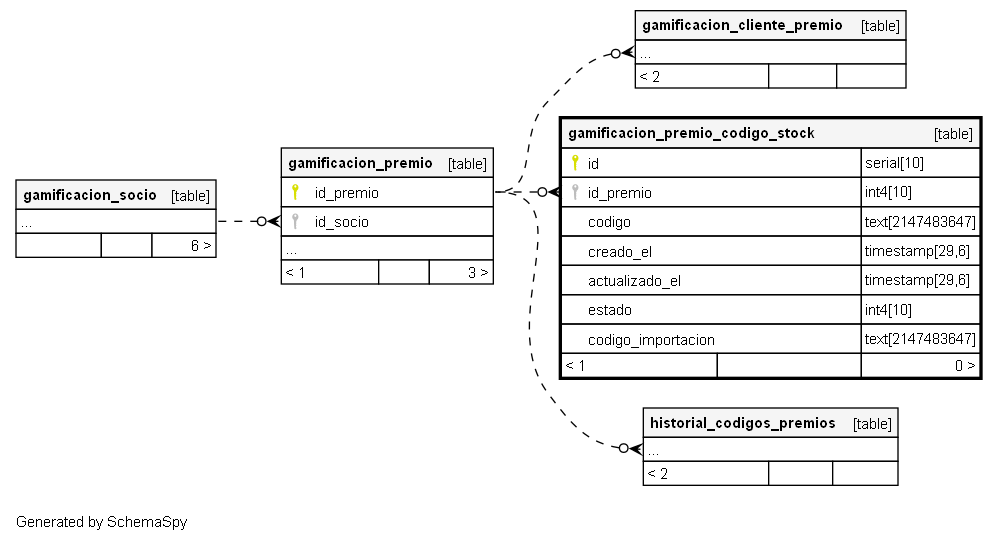 gamificacion_cliente_premio [table]
...
< 2
gamificacion_premio_codigo_stock [table]
id serial[10]
id_premio int4[10]
codigo text[2147483647]
creado_el timestamp[29,6]
actualizado_el timestamp[29,6]
estado int4[10]
codigo_importacion text[2147483647]
< 1 0 >
gamificacion_premio [table]
id_premio
id_socio
...
< 1 3 >
gamificacion_socio [table]
...
6 >
historial_codigos_premios [table]
...
< 2
Generated by SchemaSpy